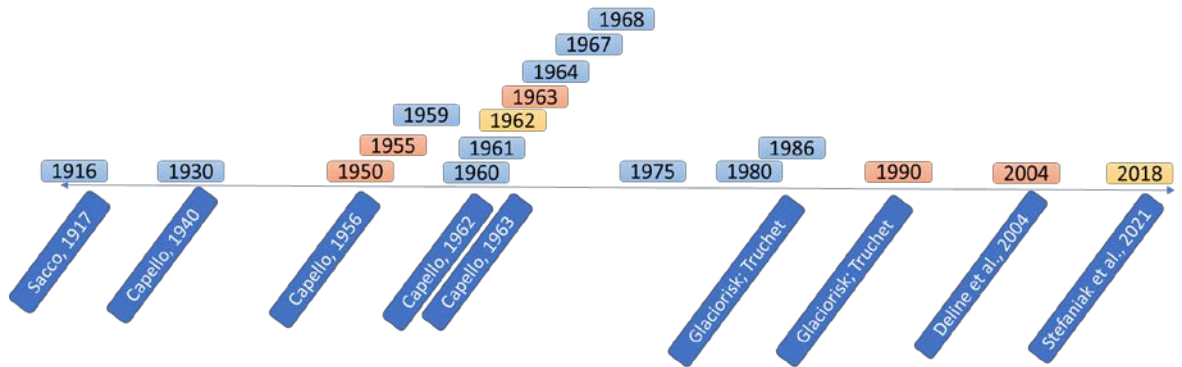 1968
1967
1964
1963
1959
1962
1955
1961
1986
1916
1930
1950
1960
1975
1980
1990
2004
2018
Sacco, 1917
Capello, 1940
Capello, 1956
Capello, 1962
Capello, 1963
Glaciorisk; Truchet
Glaciorisk; Truchet
Deline et al., 2004
Stefaniak et al., 2021